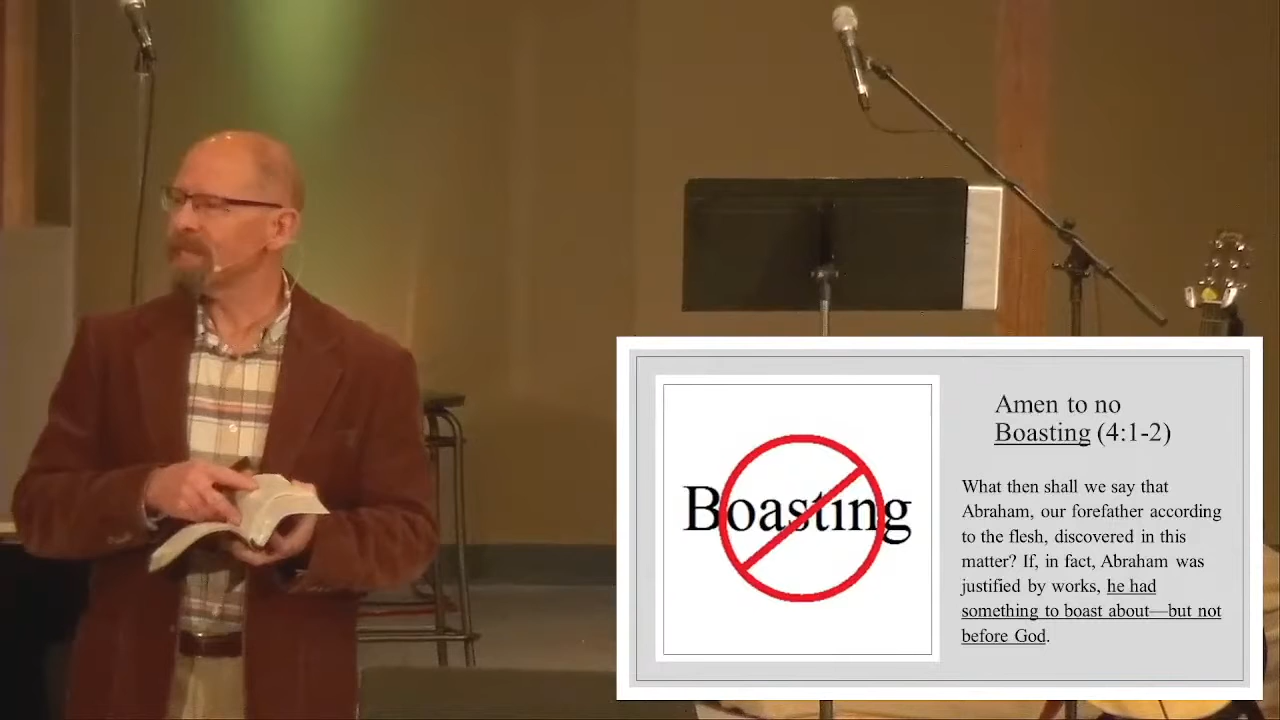 Boasting
Amen to no
Boasting (4:1-2)
What then shall we say that
Abraham, our forefather according
to the flesh, discovered in this
matter? If, in fact, Abraham was
justified by works, he had
something to boast about—but not
before God.